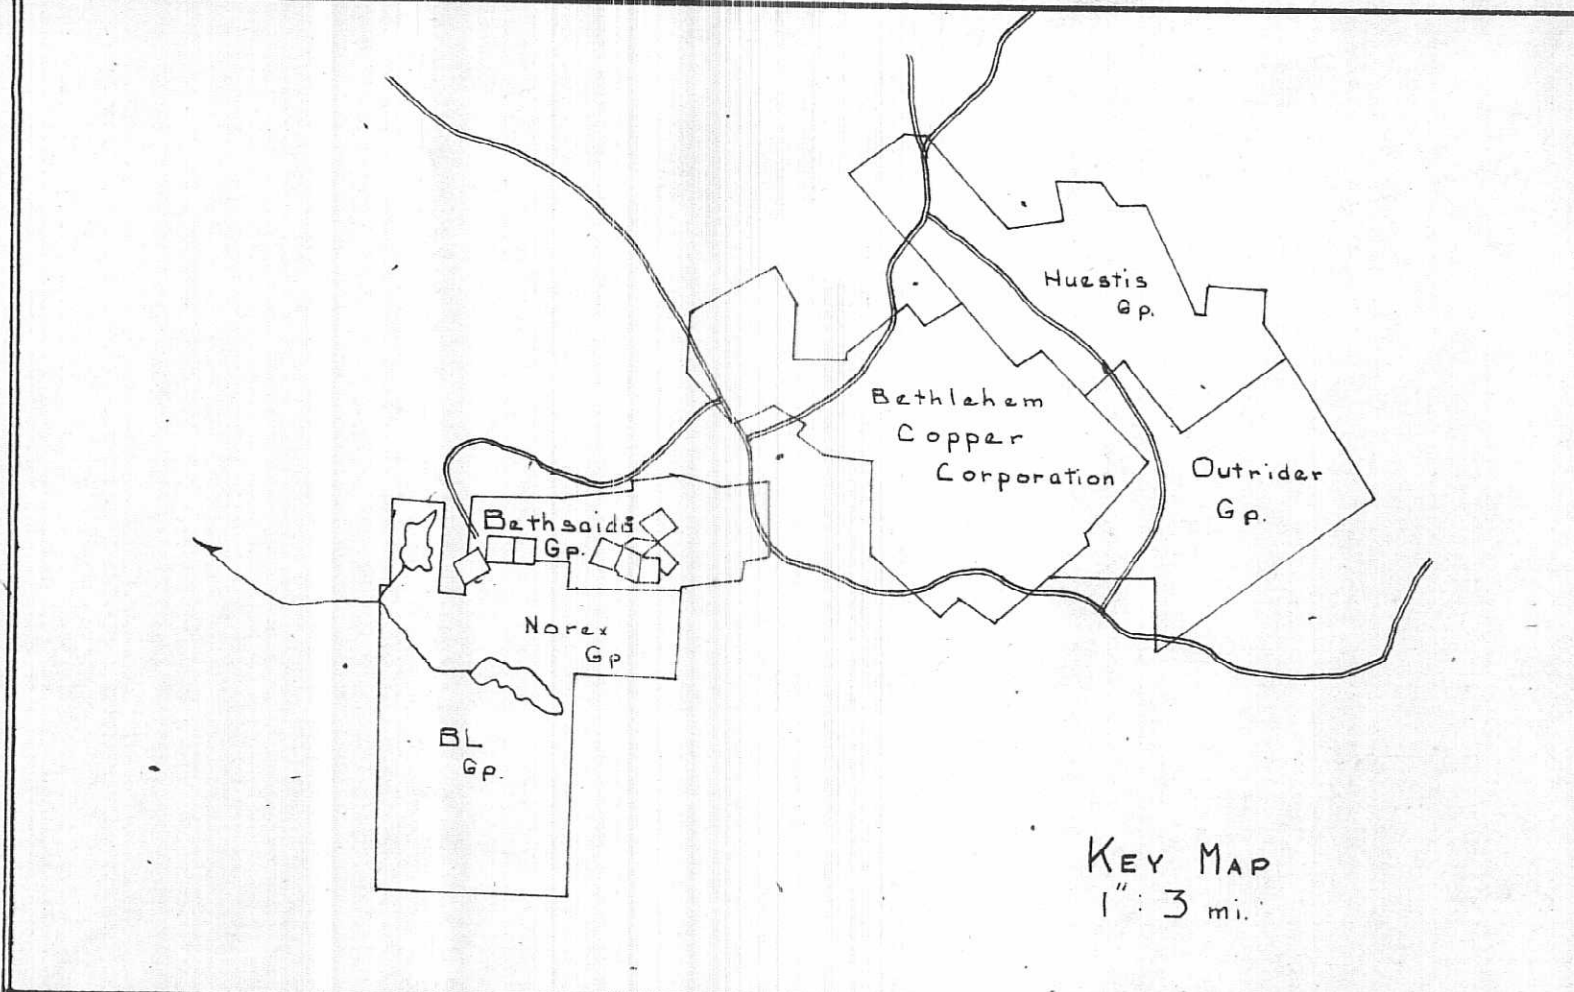 Huestis
Gp.
Bethlehem
Copper
Corporation
Outrider
Gp.
Bethsaida
Gp.
Norex
Gp
BL
Gp.
KEY MAP
1": 3 mi.